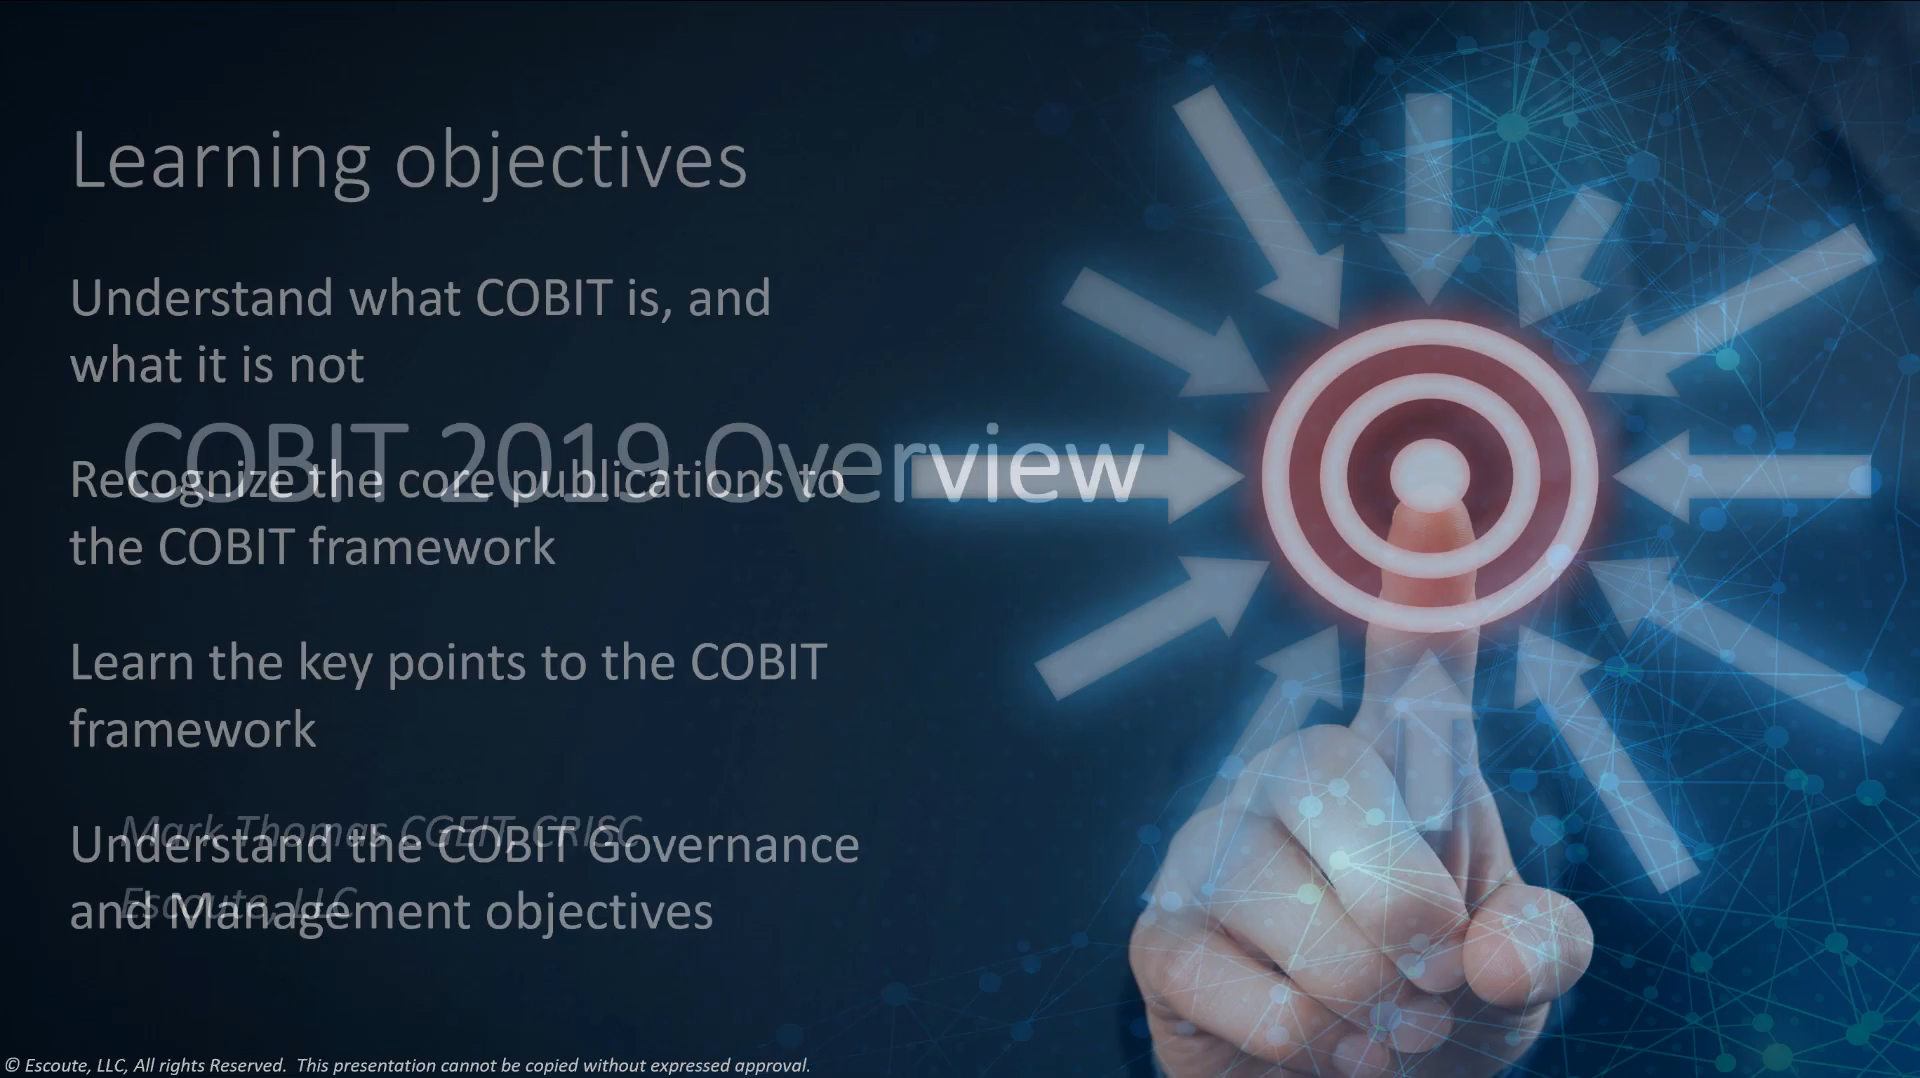 Learning objectives
Understand what COBIT is, and
what it is not
COBIT 2019 Overview
Recognize the core publications to
the COBIT framework
Learn the key points to the COBIT
framework
Mark Thomas CGEIT, CRISC
Understand the COBIT Governance
Escoute, LLC
and Management objectives
© Escoute, LLC, All rights Reserved. This presentation cannot be copied without expressed approval.